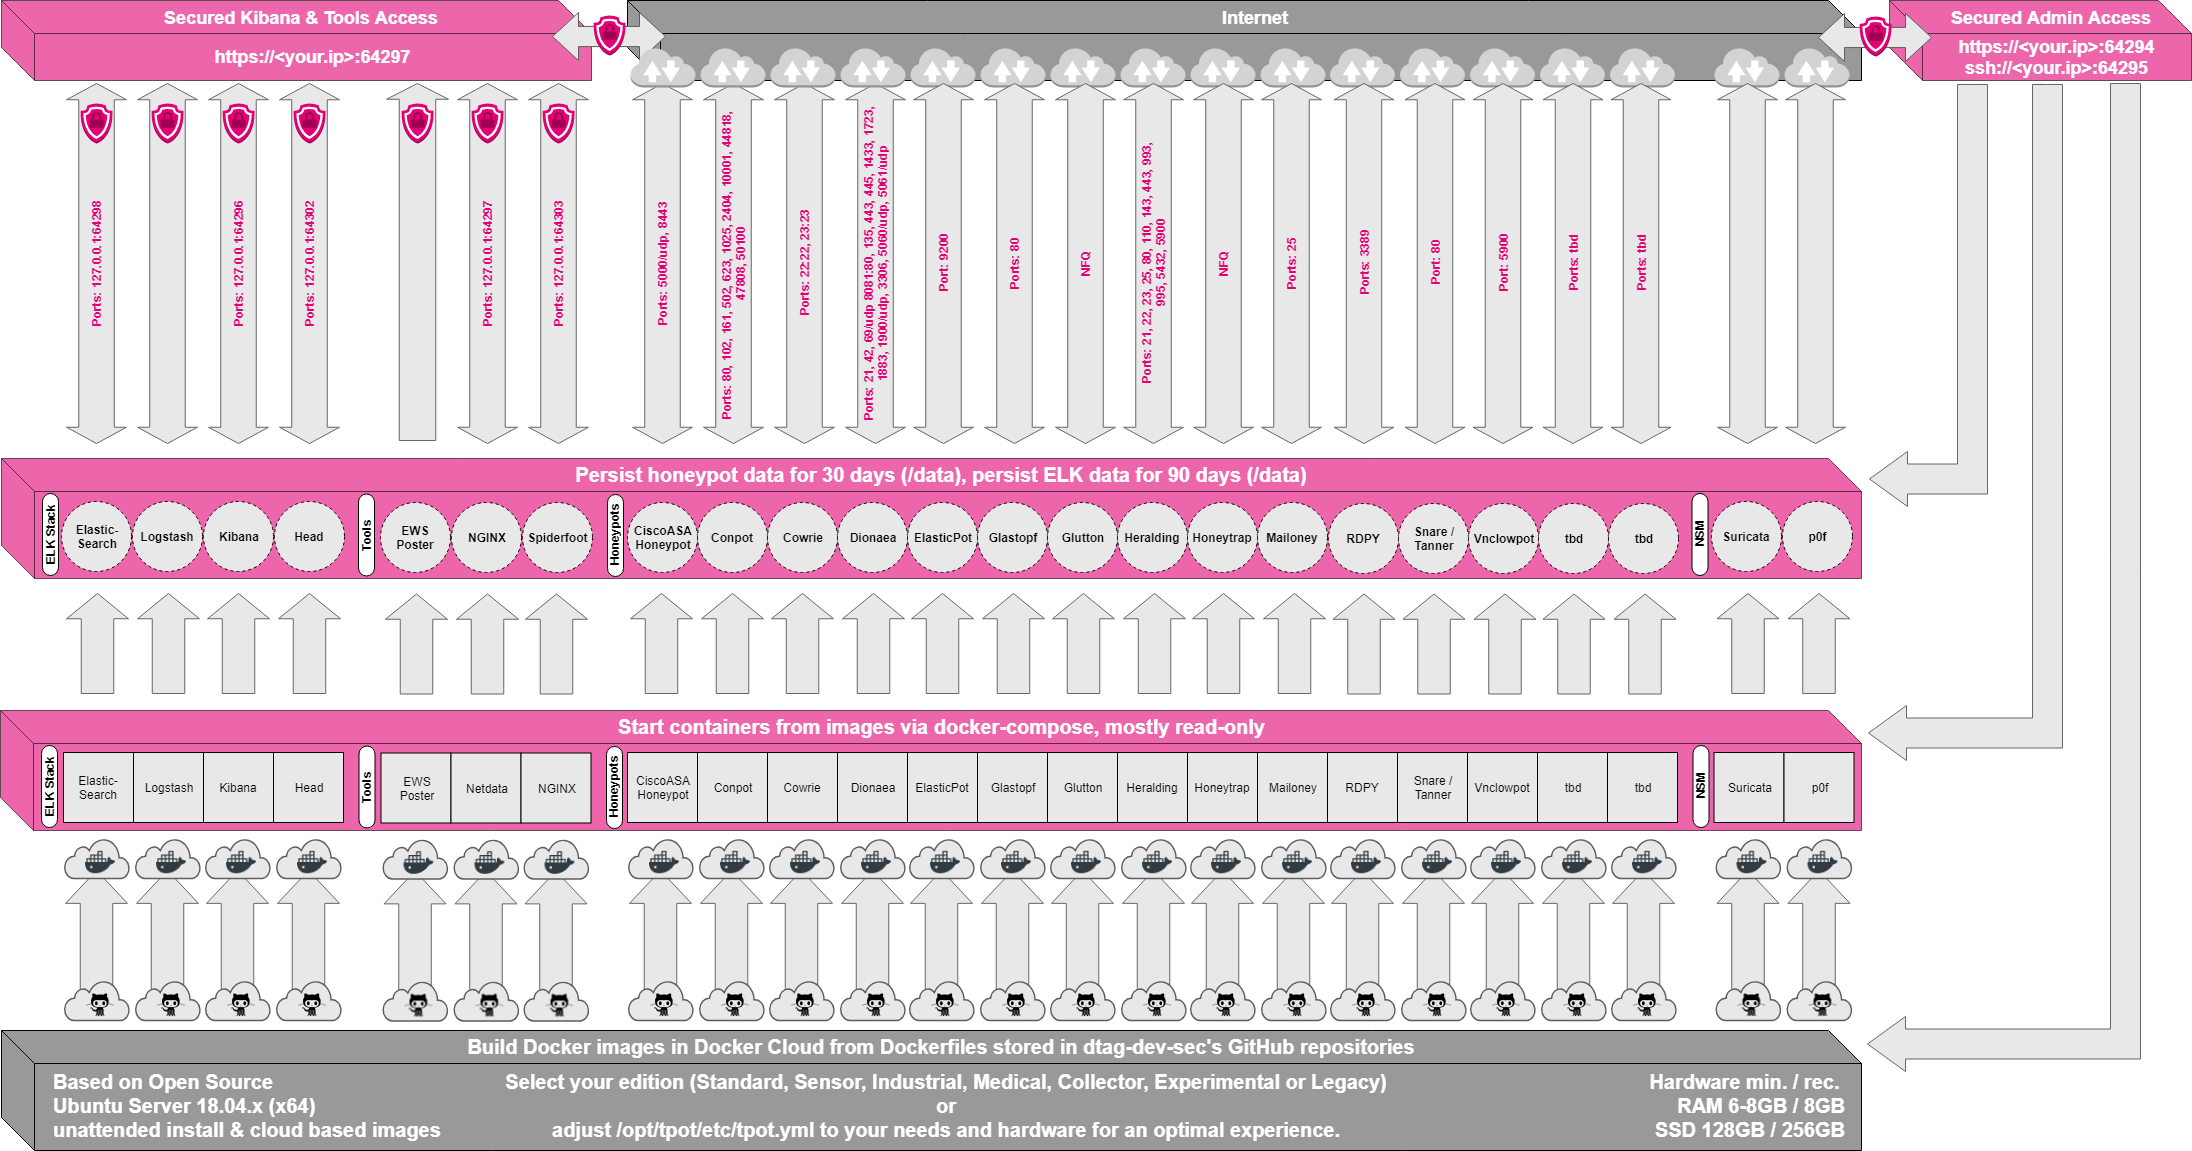 Secured Kibana & Tools Access
https://<your.ip>:64297
Internet
Secured Admin Access
https://<your.ip>:64294
ssh://<your.ip>:64295
Ports: 127.0.0.1:64298
Ports: 127.0.0.1:64296
Ports: 127.0.0.1:64302
Ports: 127.0.0.1:64297
Ports: 127.0.0.1:64303
Ports: 5000/udp, 8443
Ports: 80, 102, 161, 502, 623, 1025, 2404, 10001, 44818,
47808, 50100
Ports: 22:22, 23:23
Ports: 21, 42, 69/udp 8081:80, 135, 443, 445, 1433, 1723,
1883, 1900/udp, 3306, 5060/udp, 5061/udp
Port: 9200
Ports: 80
NFQ
Ports: 21, 22, 23, 25, 80, 110, 143, 443, 993,
995, 5432, 5900
NFQ
Ports: 25
Ports: 3389
Port: 80
Port: 5900
Ports: tbd
Ports: tbd
Persist honeypot data for 30 days (/data), persist ELK data for 90 days (/data)
ELK Stack
Elastic-
Search
Logstash
Kibana
Head
Tools
EWS
Poster
NGINX
Spiderfoot
Honeypots
CiscoASA
Honeypot
Conpot
Cowrie
Dionaea
ElasticPot
Glastopf
Glutton
Heralding
Honeytrap
Mailoney
RDPY
Snare /
Tanner
Vnclowpot
tbd
tbd
NSM
Suricata
p0f
Start containers from images via docker-compose, mostly read-only
ELK Stack
Elastic-
Search
Logstash
Kibana
Head
Tools
EWS
Poster
Netdata
NGINX
Honeypots
CiscoASA
Honeypot
Conpot
Cowrie
Dionaea
ElasticPot
Glastopf
Glutton
Heralding
Honeytrap
Mailoney
RDPY
Snare /
Tanner
Vnclowpot
tbd
tbd
NSM
Suricata
p0f
Build Docker images in Docker Cloud from Dockerfiles stored in dtag-dev-sec's GitHub repositories
Based on Open Source
Ubuntu Server 18.04.x (x64)
unattended install & cloud based images
Select your edition (Standard, Sensor, Industrial, Medical, Collector, Experimental or Legacy)
or
adjust /opt/tpot/etc/tpot.yml to your needs and hardware for an optimal experience.
Hardware min. / rec.
RAM 6-8GB / 8GB
SSD 128GB / 256GB